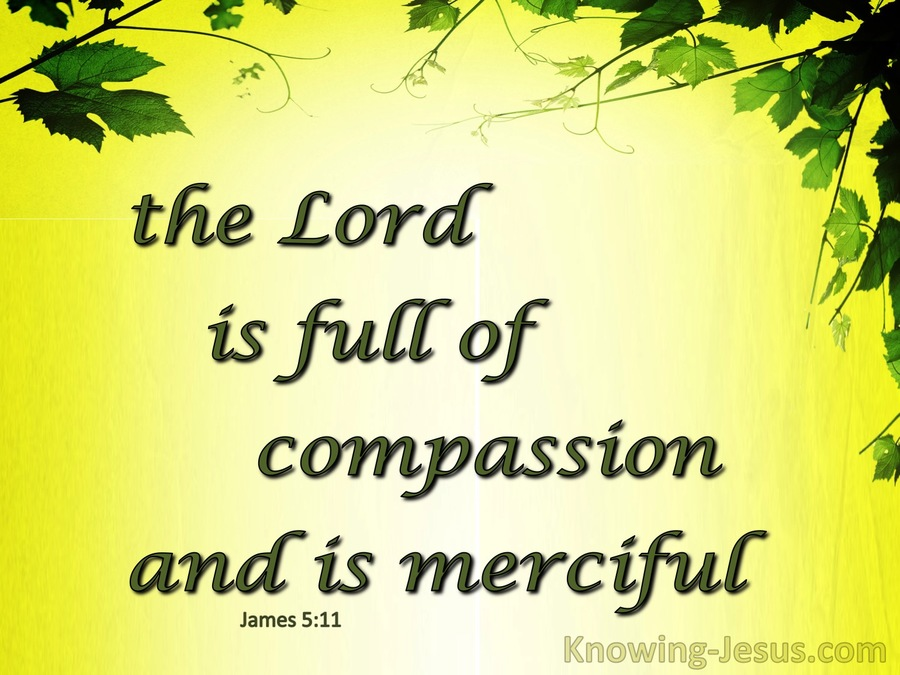 the Lord
is full of
compassion
and is merciful
James 5:11
Knowing-Jesus.com